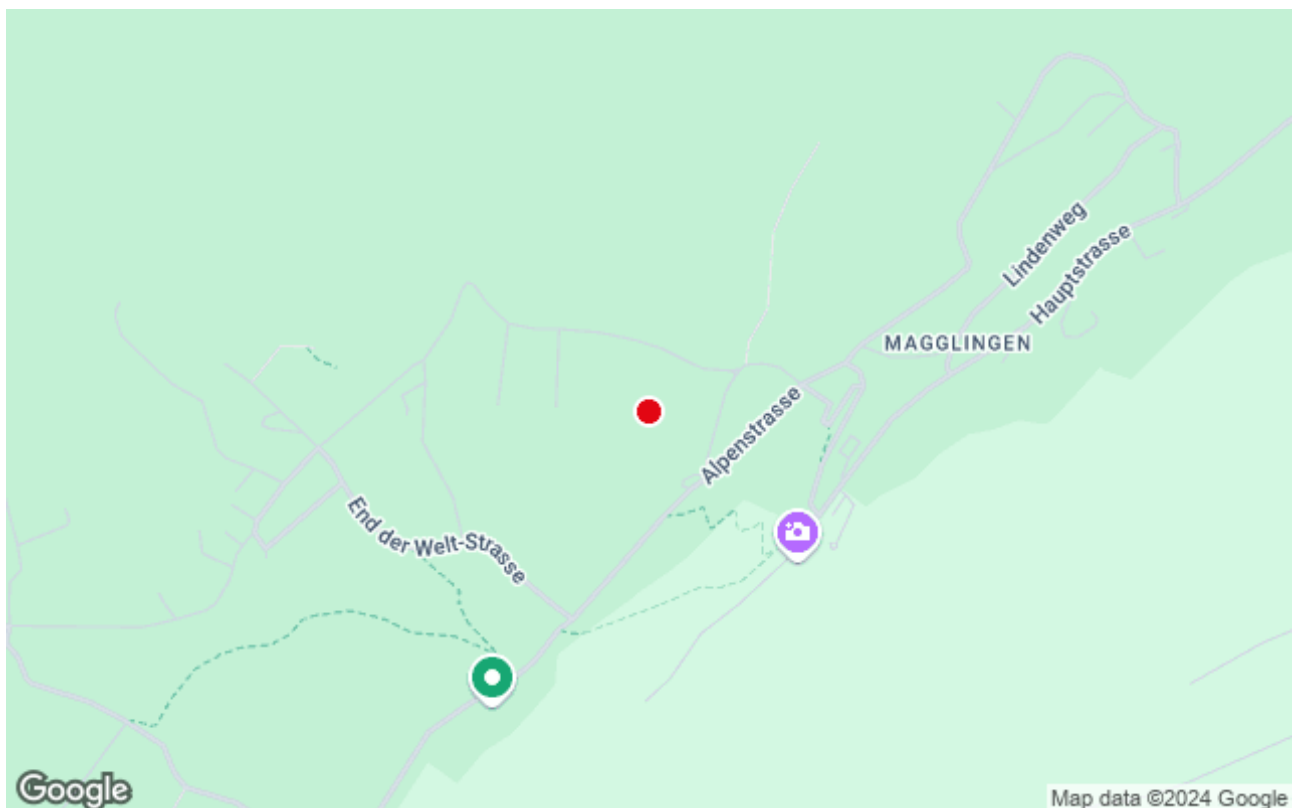 Lindenweg
Hauptstrasse
MAGGLINGEN
Alpenstrasse
End der Welt-Strasse
Google
Map data ©2024 Google